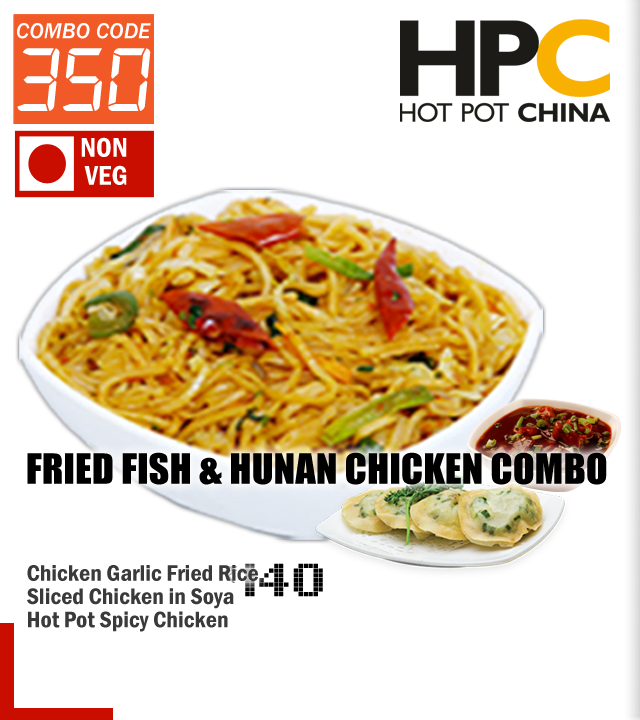 COMBO CODE
350
NON
VEG
HPC
HOT POT CHINA
FRIED FISH & HUNAN CHICKEN COMBO
Chicken Garlic Fried Rice
140
Sliced Chicken in Soya
Hot Pot Spicy Chicken